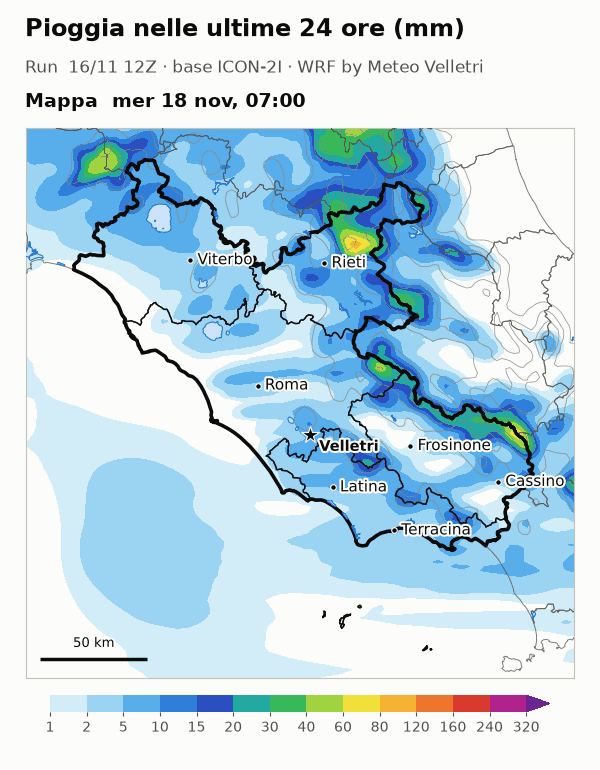 Pioggia nelle ultime 24 ore (mm)
Run 16/11 12Z · base ICON-2I · WRF by Meteo Velletri
Mappa mer 18 nov, 07:00
Viterbo
Rieti
Roma
Velletri
Frosinone
Cassino
Latina
Terracina
50 km
1 2 5 10 15 20 30 40 60 80 120 160 240 320